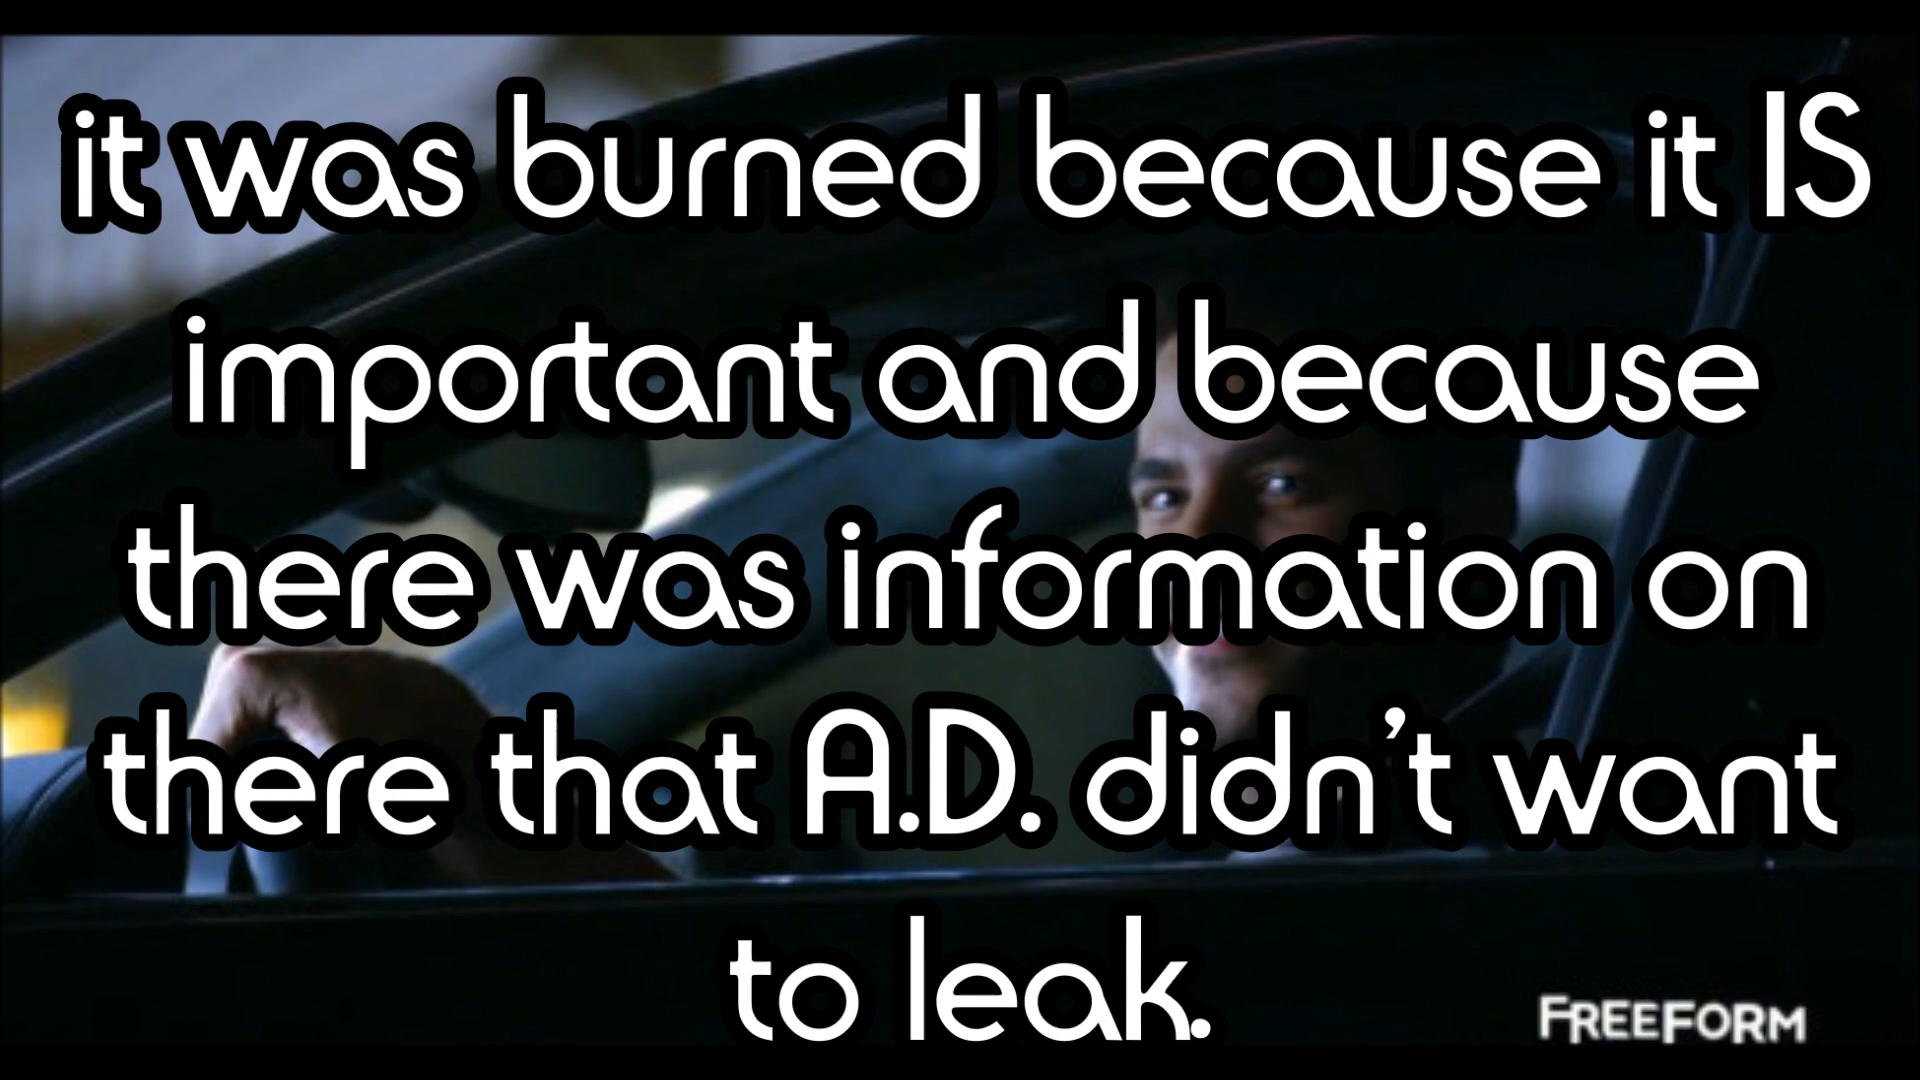 it was burned because it IS
important and because
there was information on
there that A.D. didn't want
to leak.
FREEFORM